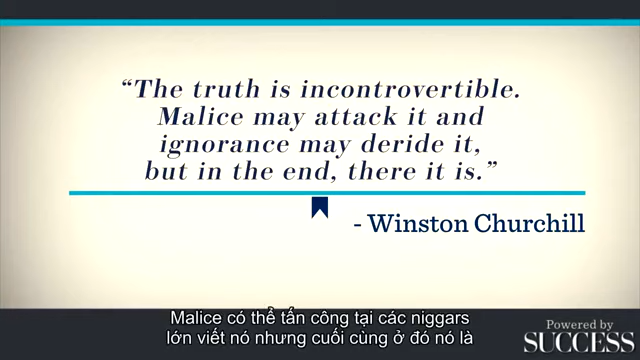 “The truth is incontrovertible.
Malice may attack it and
ignorance may deride it,
but in the end, there it is.”
- Winston Churchill
Malice có thể tấn công tại các niggars
lớn viết nó nhưng cuối cùng ở đó nó là
Powered by
SUCCESS